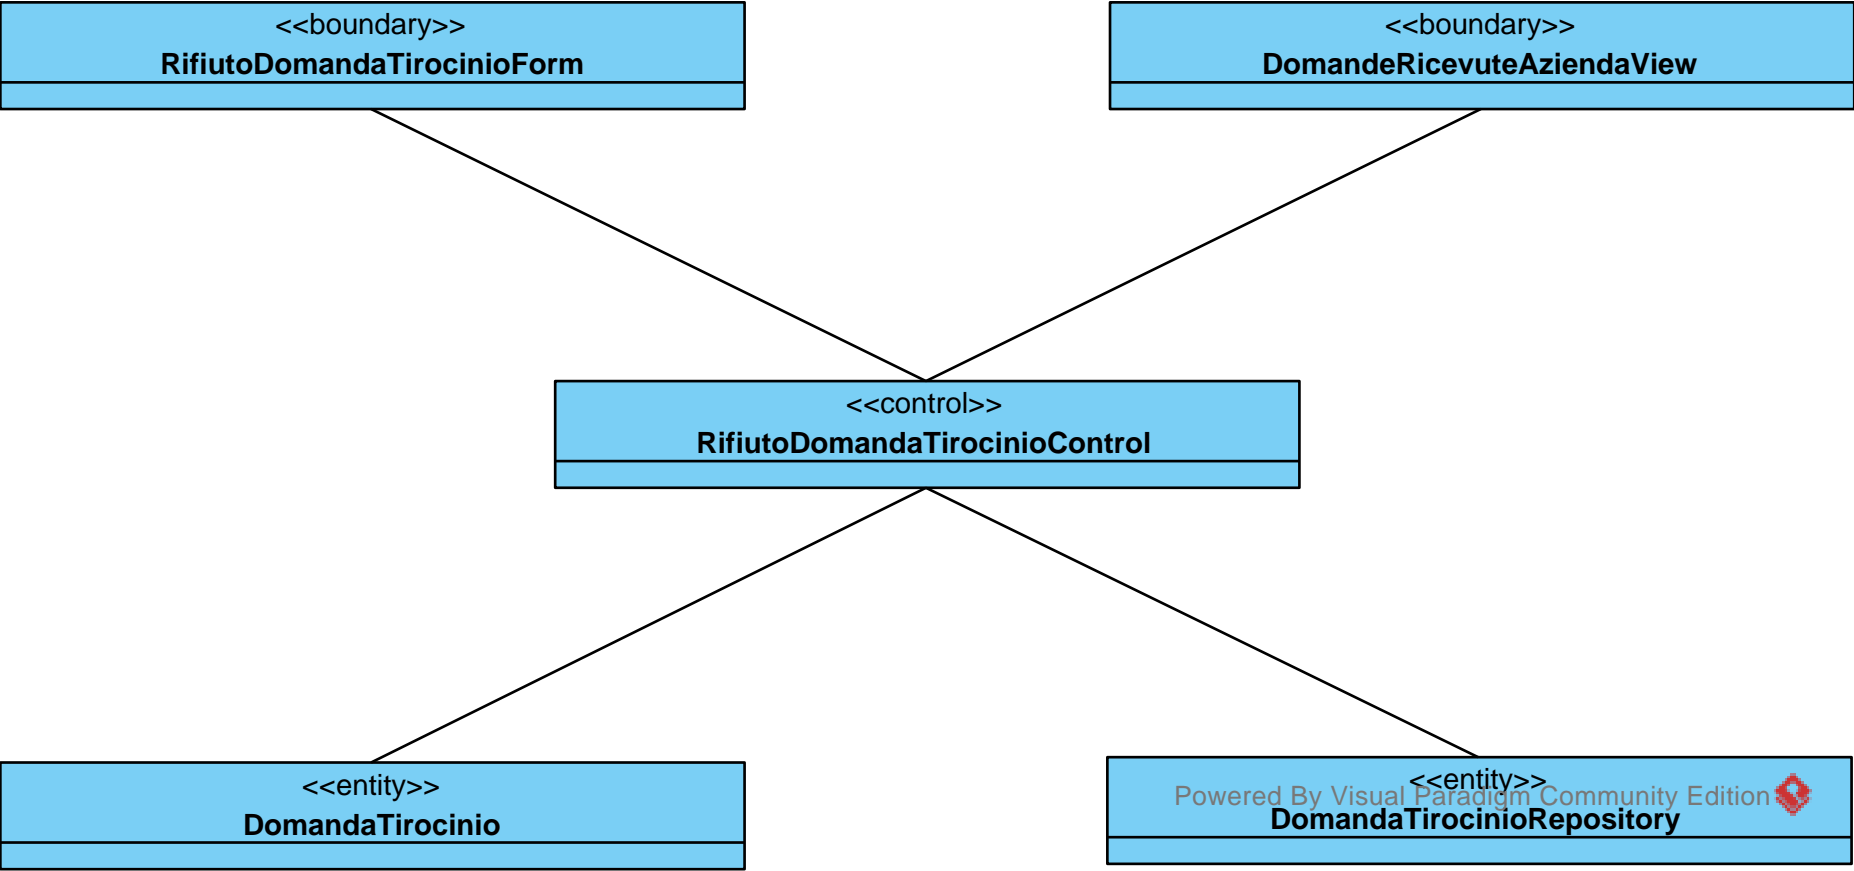 <<boundary>>
RifiutoDomandaTirocinioForm
<<boundary>>
DomandeRicevuteAziendaView
<<control>>
RifiutoDomandaTirocinioControl
<<entity>>
DomandaTirocinio
<<entity>>
Powered By Visual Paradigm Community Edition
DomandaTirocinioRepository